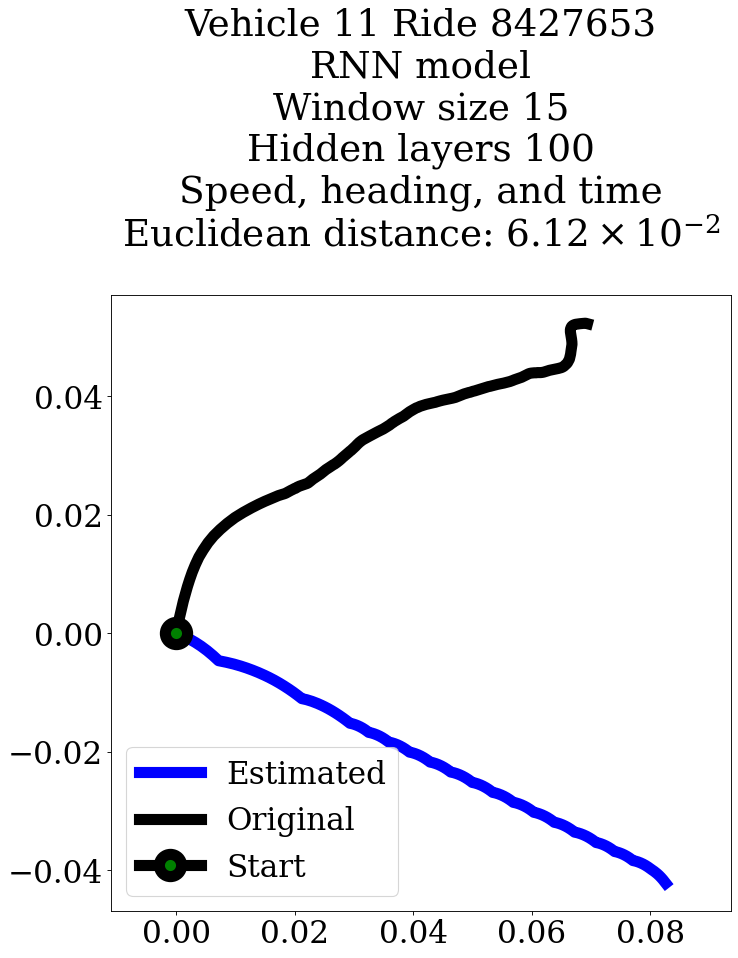 Vehicle 11 Ride 8427653
RNN model
Window size 15
Hidden layers 100
Speed, heading, and time
Euclidean distance: 6.12 × 10⁻²
0.04
0.02
0.00
−0.02
−0.04
Estimated
Original
Start
0.00 0.02 0.04 0.06 0.08